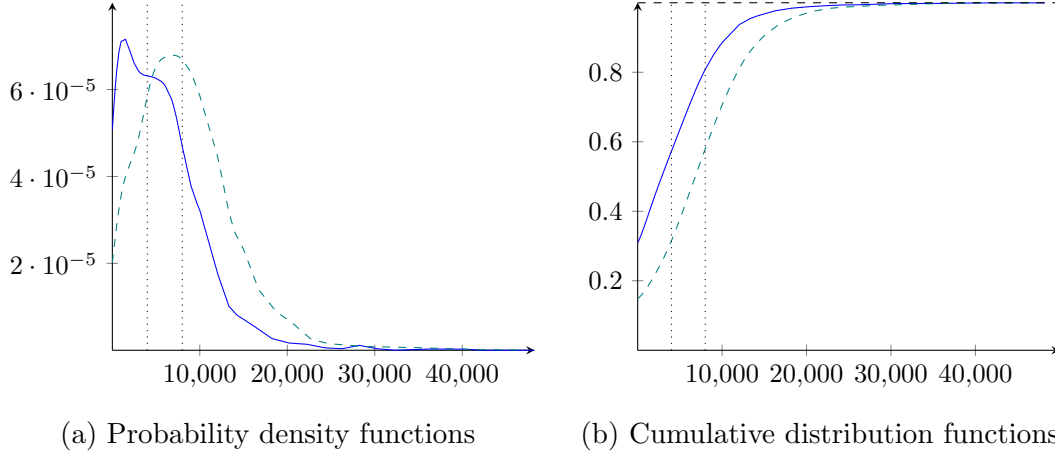 6 · 10⁻⁵
4 · 10⁻⁵
2 · 10⁻⁵
10,000 20,000 30,000 40,000
(a) Probability density functions
0.8
0.6
0.4
0.2
10,000 20,000 30,000 40,000
(b) Cumulative distribution functions